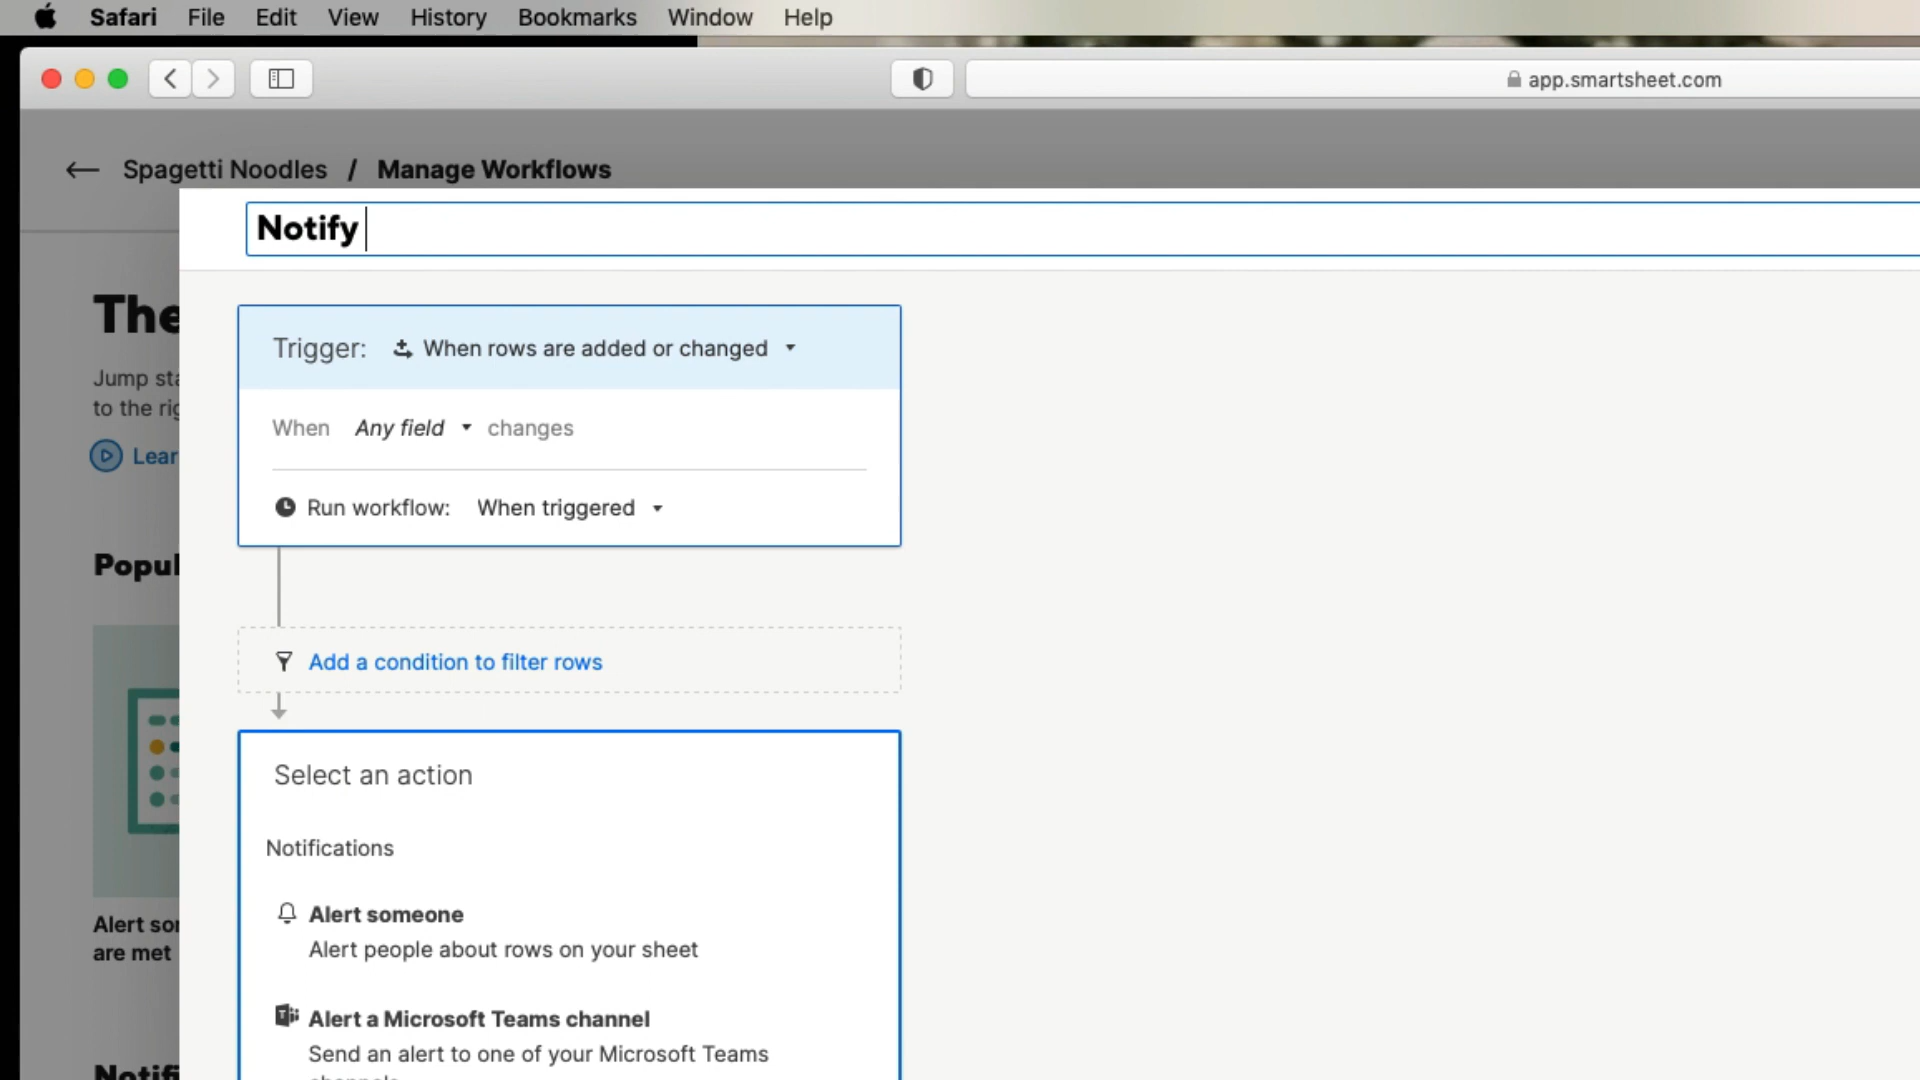 Safari File Edit View History Bookmarks Window Help
app.smartsheet.com
Spagetti Noodles / Manage Workflows
Notify
The
Jump sta
to the rig
Lear
Popul
Alert so
are met
Notifi
Trigger: When rows are added or changed
When Any field changes
Run workflow: When triggered
Add a condition to filter rows
Select an action
Notifications
Alert someone
Alert people about rows on your sheet
Alert a Microsoft Teams channel
Send an alert to one of your Microsoft Teams